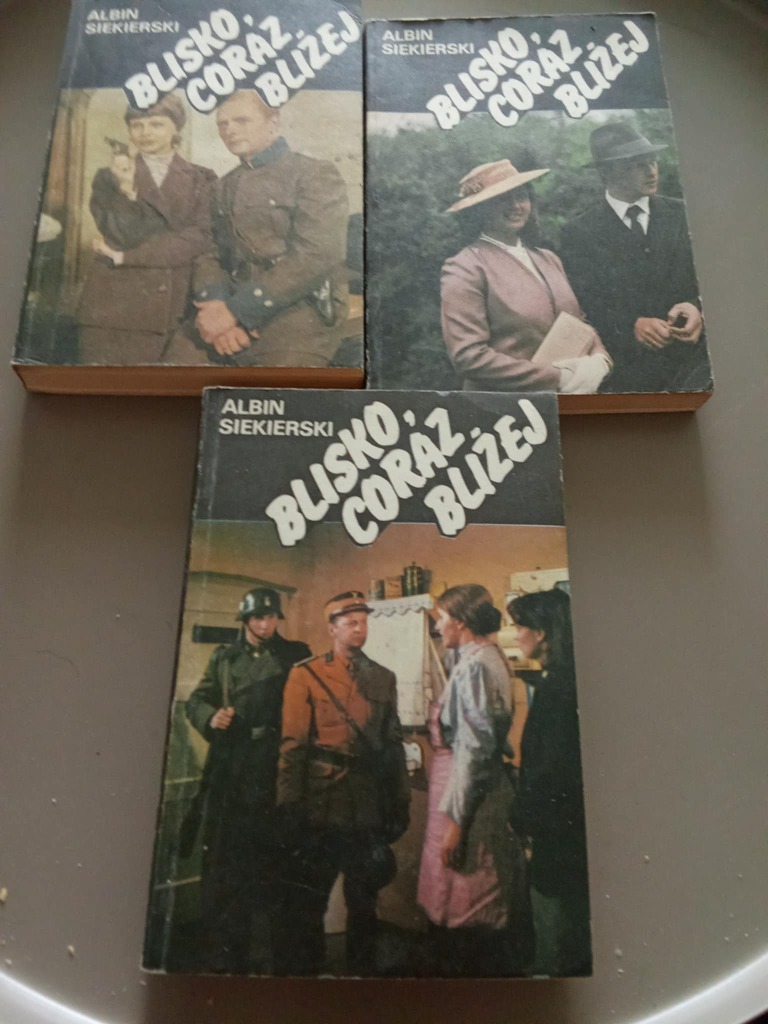 ALBIN
SIEKIERSKI
BLISKO,
CORAZ
BLIŻEJ
ALBIN
SIEKIERSKI
BLISKO,
CORAZ
BLIŻEJ
ALBIN
SIEKIERSKI
BLISKO,
CORAZ
BLIŻEJ